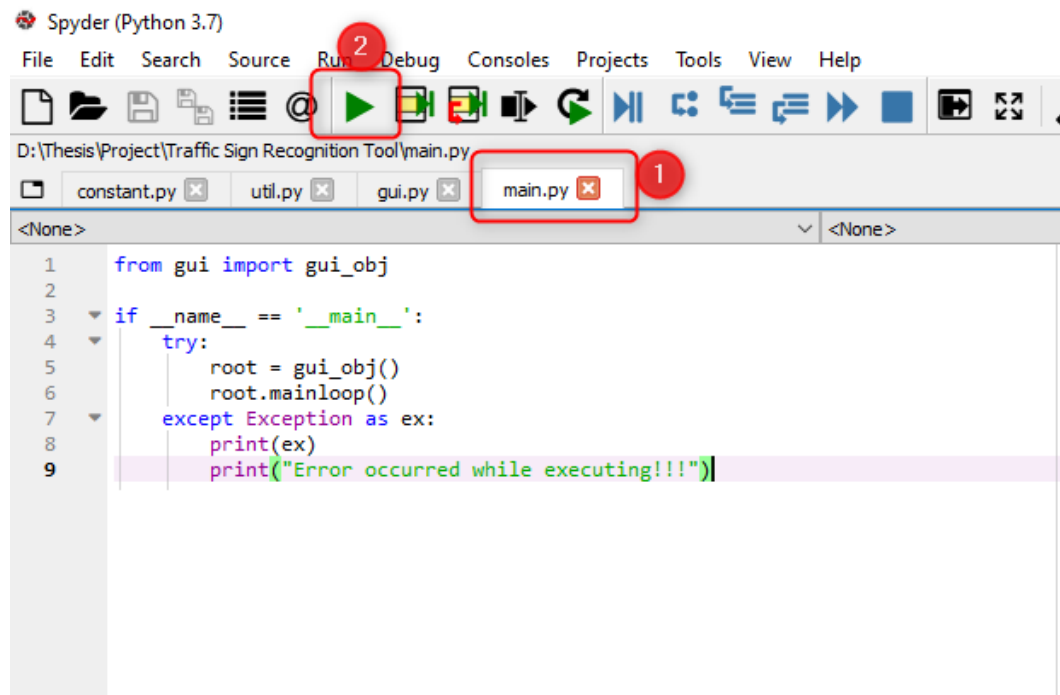 Spyder (Python 3.7)
File Edit Search Source Run Debug Consoles Projects Tools View Help
2
@
D:\Thesis\Project\Traffic Sign Recognition Tool\main.py
constant.py util.py gui.py main.py
1
<None> <None>
1 from gui import gui_obj
2
3 if __name__ == '__main__':
4 try:
5 root = gui_obj()
6 root.mainloop()
7 except Exception as ex:
8 print(ex)
9 print("Error occurred while executing!!!")